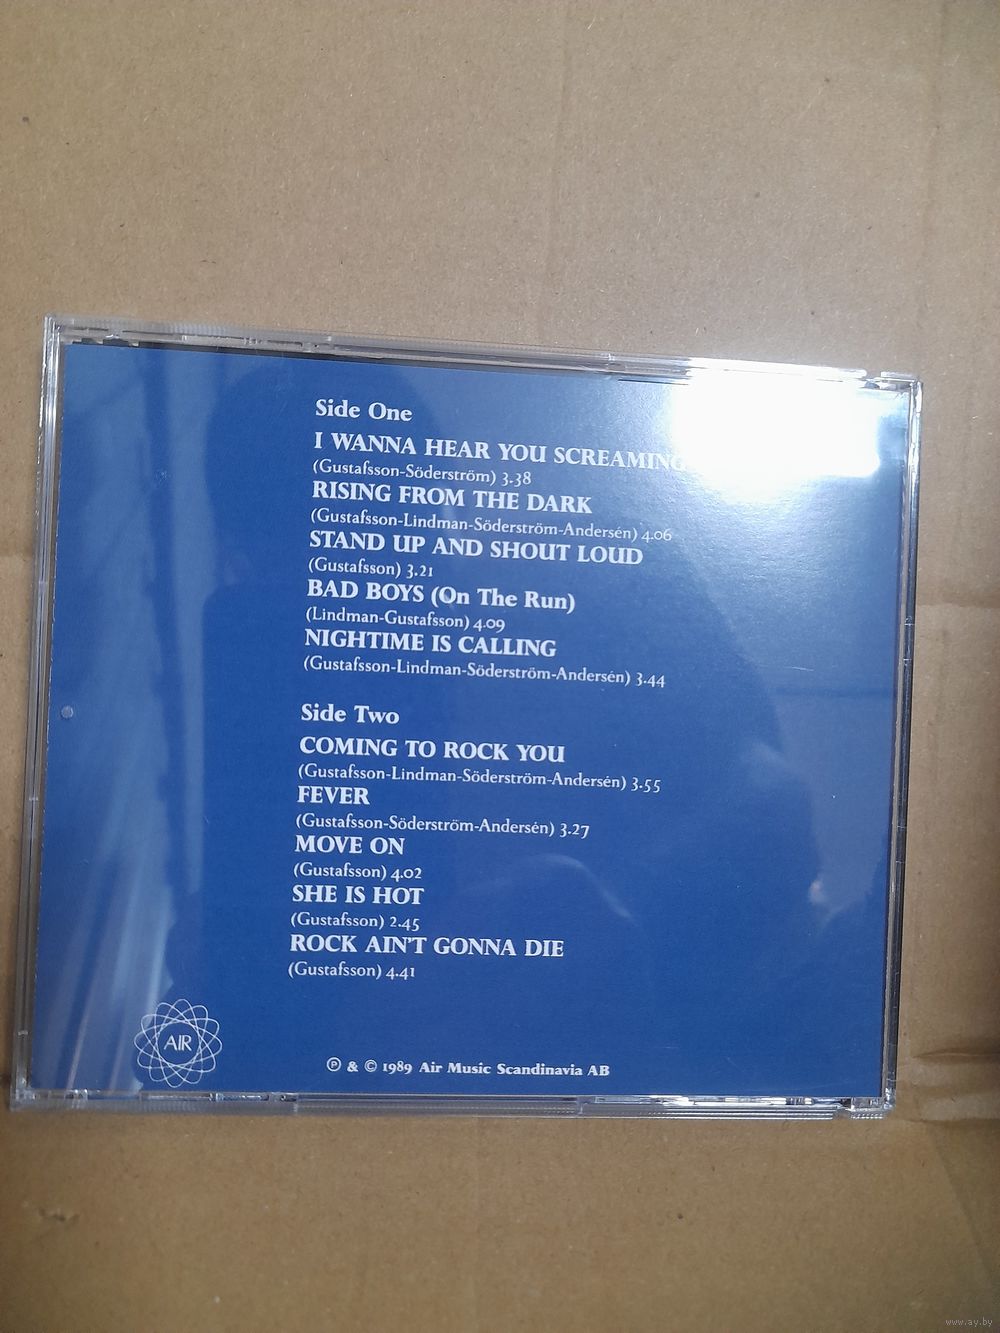 Side One
I WANNA HEAR YOU SCREAMING
(Gustafsson-Söderström) 3.38
RISING FROM THE DARK
(Gustafsson-Lindman-Söderström-Andersén) 4.06
STAND UP AND SHOUT LOUD
(Gustafsson) 3.21
BAD BOYS (On The Run)
(Lindman-Gustafsson) 4.09
NIGHTIME IS CALLING
(Gustafsson-Lindman-Söderström-Andersén) 3.44
Side Two
COMING TO ROCK YOU
(Gustafsson-Lindman-Söderström-Andersén) 3.55
FEVER
(Gustafsson-Söderström-Andersén) 3.27
MOVE ON
(Gustafsson) 4.02
SHE IS HOT
(Gustafsson) 2.45
ROCK AIN'T GONNA DIE
(Gustafsson) 4.41
AIR
℗ & © 1989 Air Music Scandinavia AB
www.ay.by